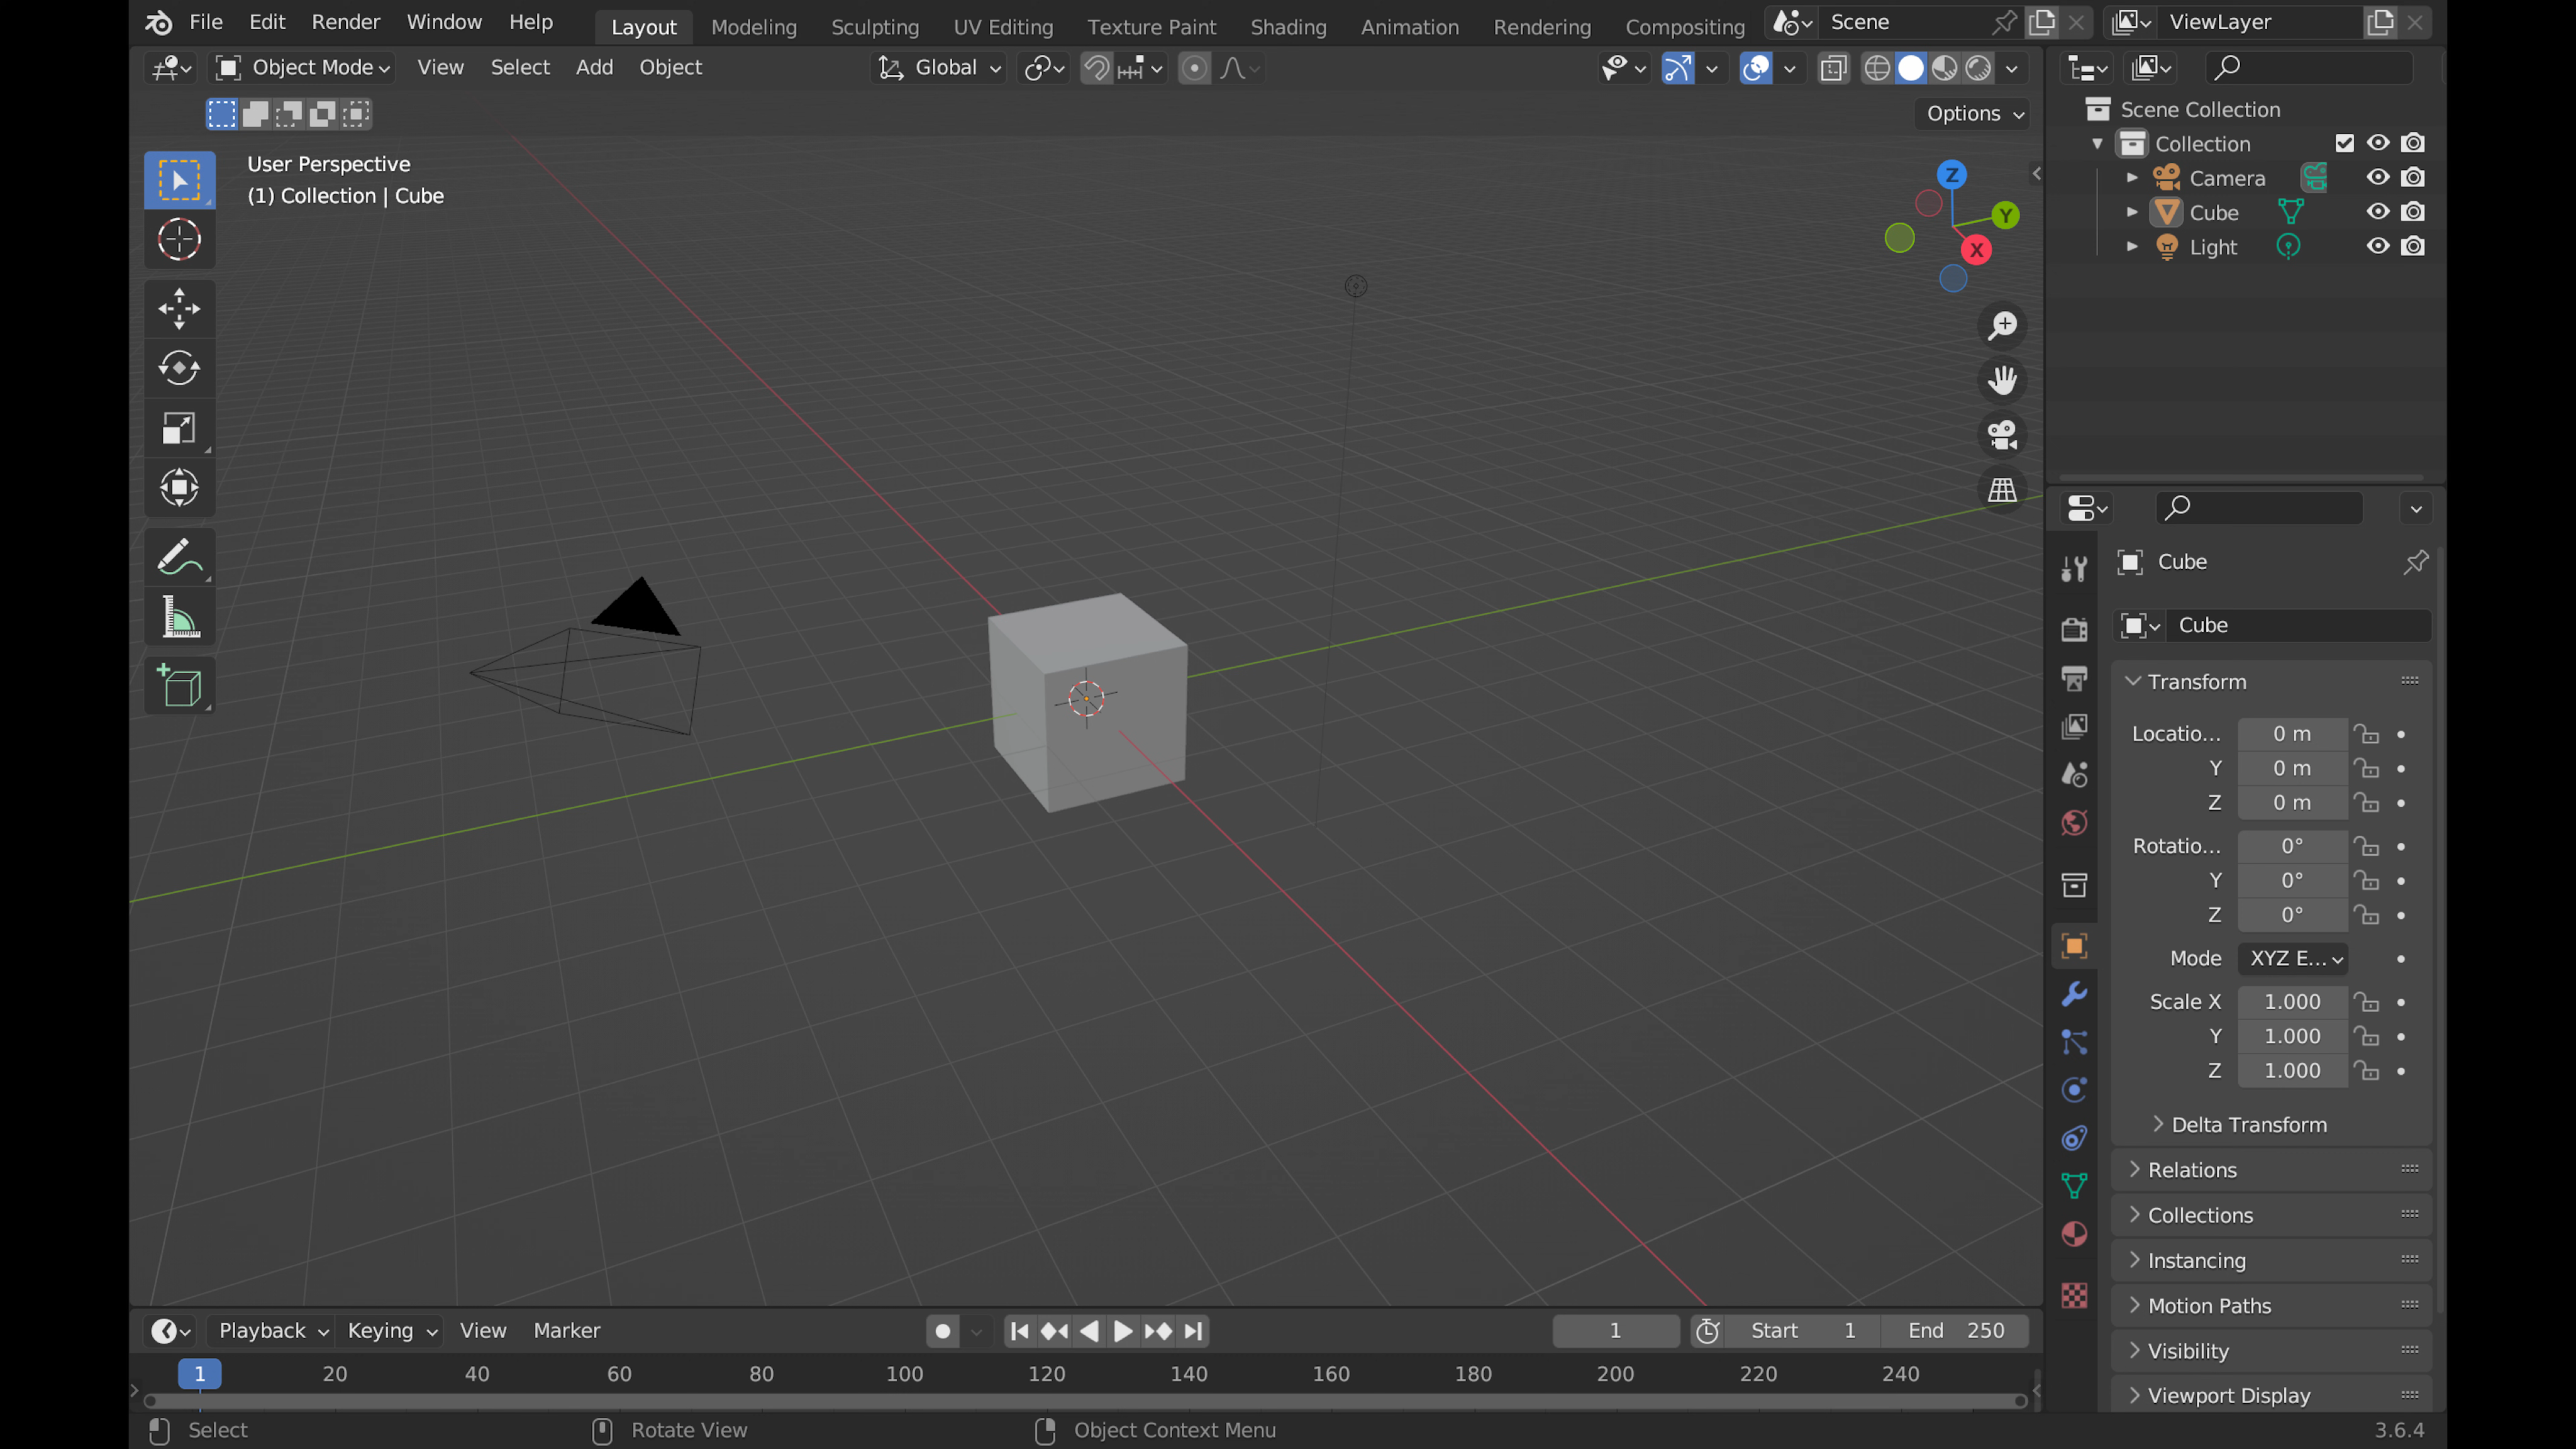 File Edit Render Window Help Layout Modeling Sculpting UV Editing Texture Paint Shading Animation Rendering Compositing Scene ViewLayer
Object Mode View Select Add Object Global
Options
User Perspective
(1) Collection | Cube
Z
Y
X
Scene Collection
Collection
Camera
Cube
Light
Cube
Cube
Transform
Locatio... 0 m
Y 0 m
Z 0 m
Rotatio... 0°
Y 0°
Z 0°
Mode XYZ E...
Scale X 1.000
Y 1.000
Z 1.000
Delta Transform
Relations
Collections
Instancing
Motion Paths
Visibility
Viewport Display
Playback Keying View Marker 1 Start 1 End 250
1 20 40 60 80 100 120 140 160 180 200 220 240
Select Rotate View Object Context Menu 3.6.4